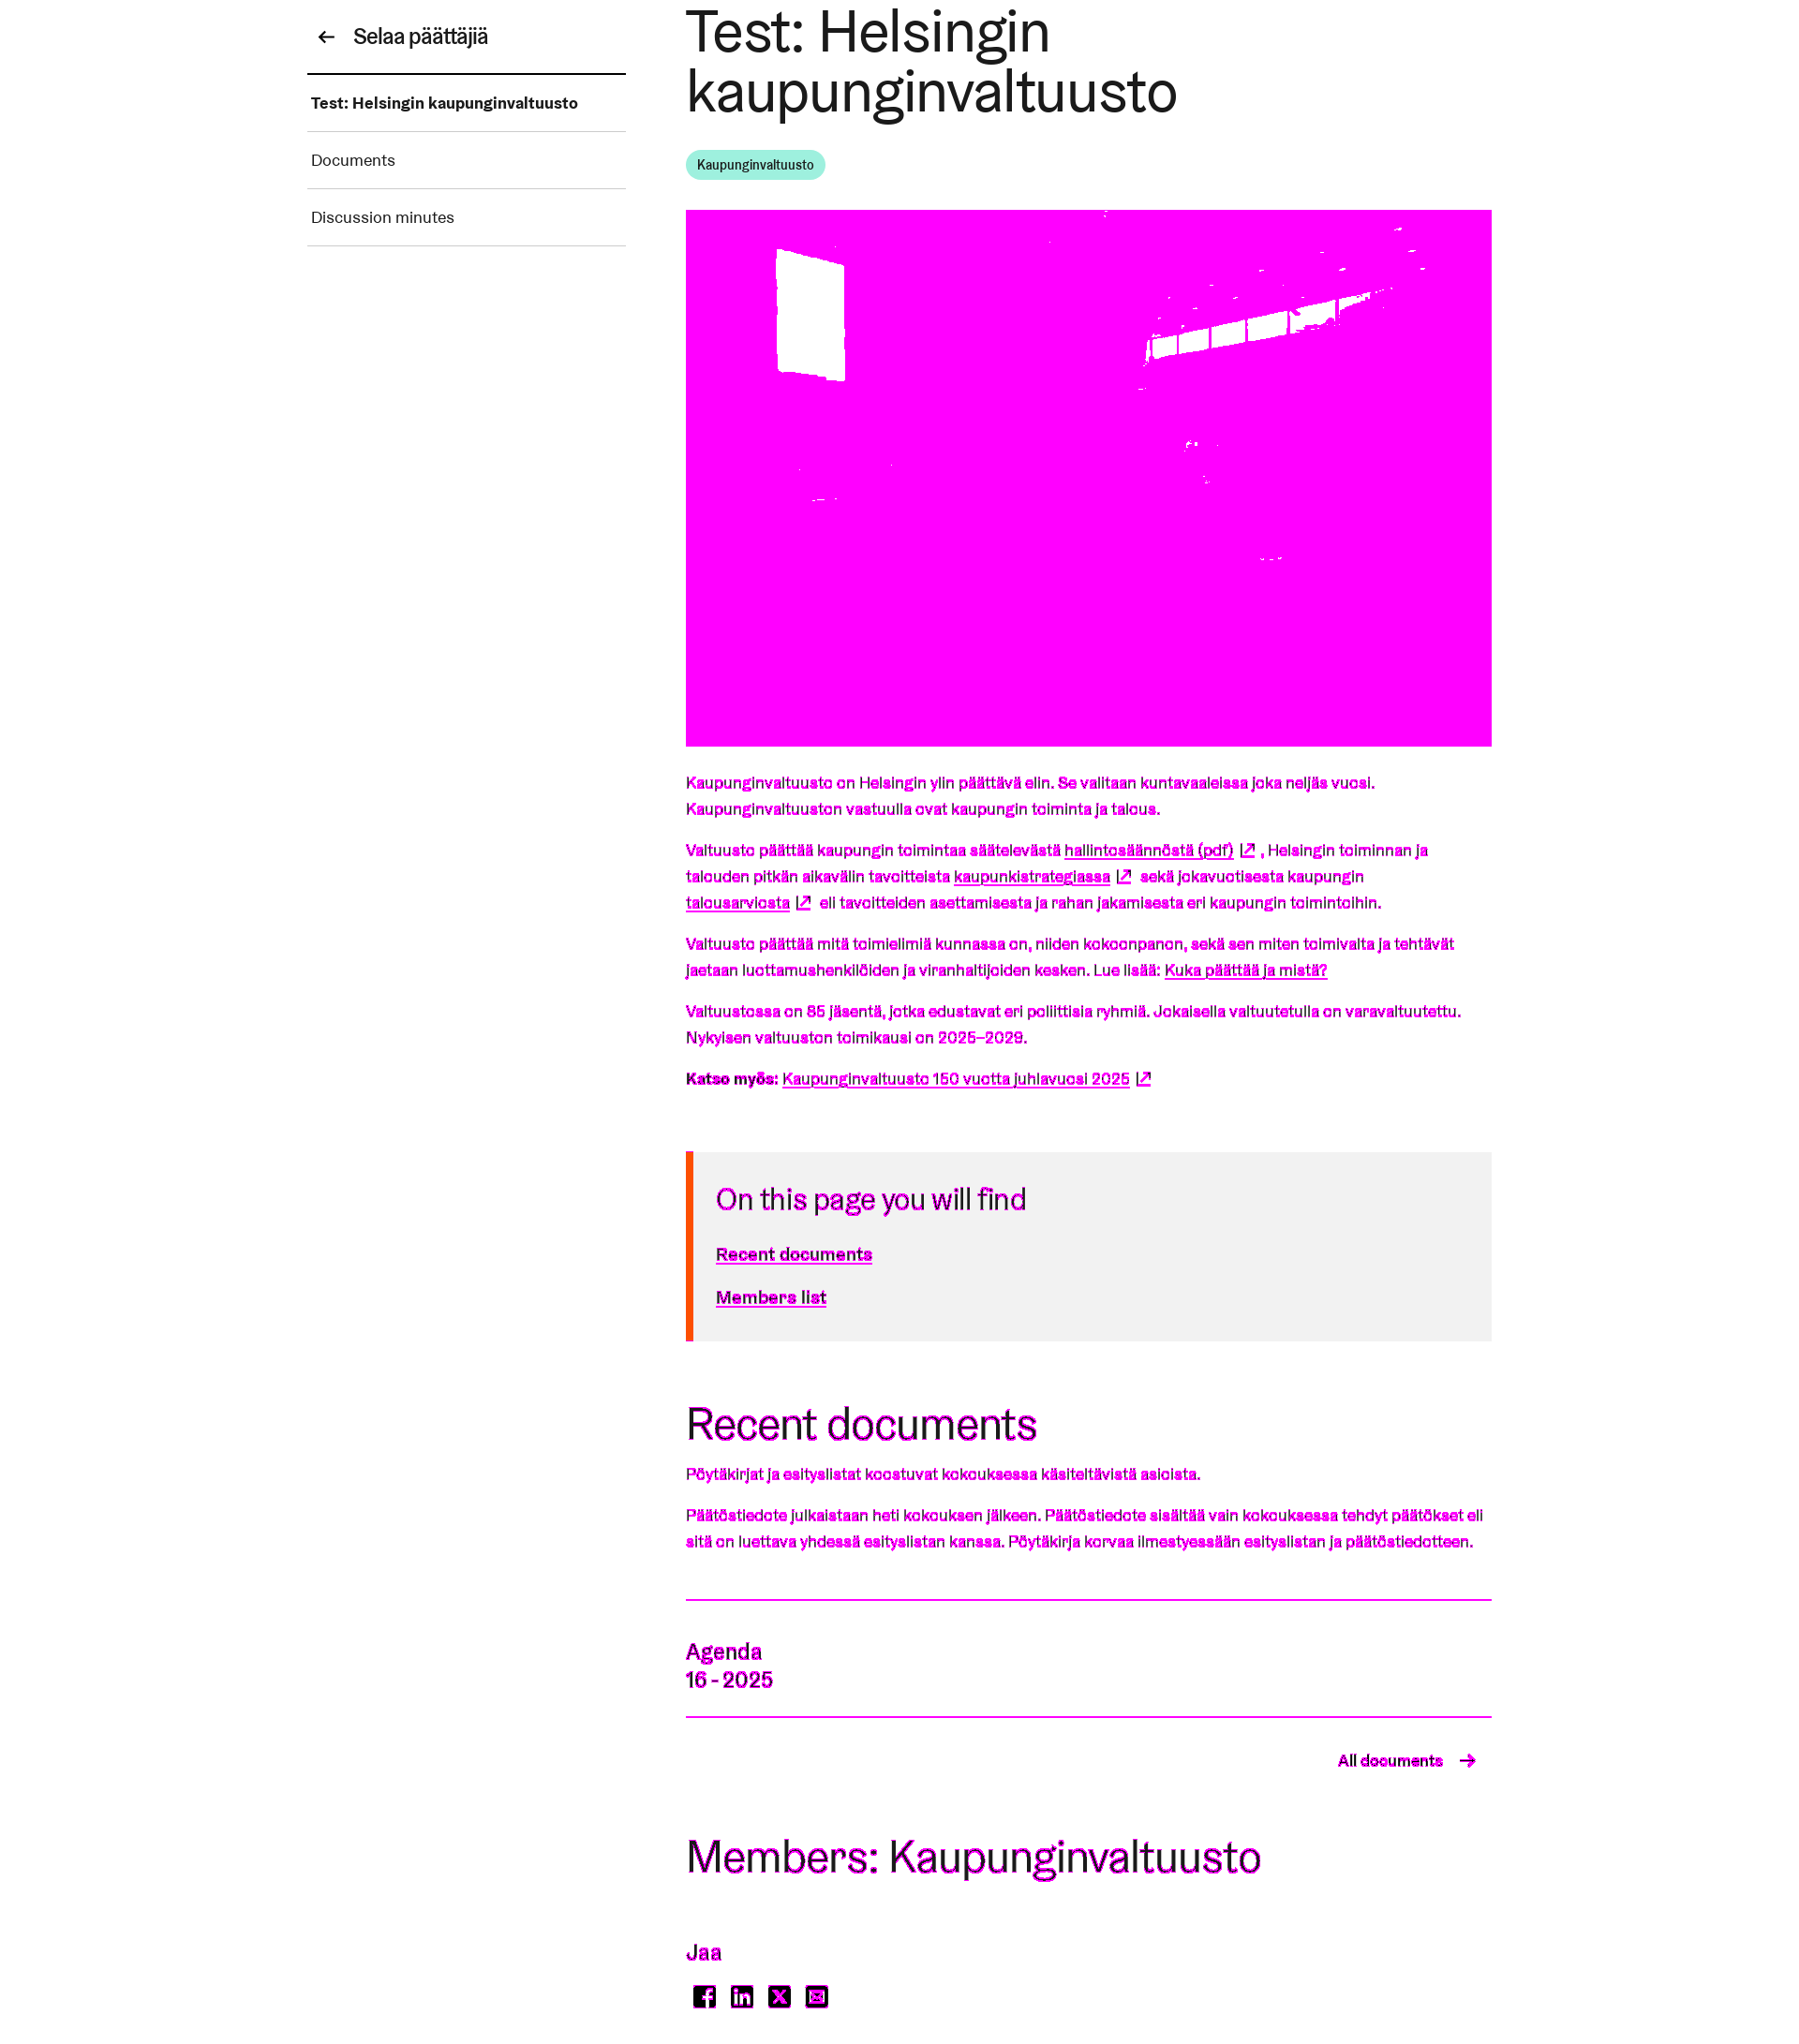 Selaa päättäjiä
Test: Helsingin kaupunginvaltuusto
Documents
Discussion minutes
Test: Helsingin
kaupunginvaltuusto
Kaupunginvaltuusto
Kaupunginvaltuusto on Helsingin ylin päättävä elin. Se valitaan kuntavaaleissa joka neljäs vuosi.
Kaupunginvaltuuston vastuulla ovat kaupungin toiminta ja talous.
Valtuusto päättää kaupungin toimintaa säätelevästä hallintosäännöstä (pdf) , Helsingin toiminnan ja
talouden pitkän aikavälin tavoitteista kaupunkistrategiassa sekä jokavuotisesta kaupungin
talousarviosta eli tavoitteiden asettamisesta ja rahan jakamisesta eri kaupungin toimintoihin.
Valtuusto päättää mitä toimielimiä kunnassa on, niiden kokoonpanon, sekä sen miten toimivalta ja tehtävät
jaetaan luottamushenkilöiden ja viranhaltijoiden kesken. Lue lisää: Kuka päättää ja mistä?
Valtuustossa on 85 jäsentä, jotka edustavat eri poliittisia ryhmiä. Jokaisella valtuutetulla on varavaltuutettu.
Nykyisen valtuuston toimikausi on 2025–2029.
Katso myös: Kaupunginvaltuusto 150 vuotta juhlavuosi 2025
On this page you will find
Recent documents
Members list
Recent documents
Pöytäkirjat ja esityslistat koostuvat kokouksessa käsiteltävistä asioista.
Päätöstiedote julkaistaan heti kokouksen jälkeen. Päätöstiedote sisältää vain kokouksessa tehdyt päätökset eli
sitä on luettava yhdessä esityslistan kanssa. Pöytäkirja korvaa ilmestyessään esityslistan ja päätöstiedotteen.
Agenda
16 - 2025
All documents
Members: Kaupunginvaltuusto
Jaa